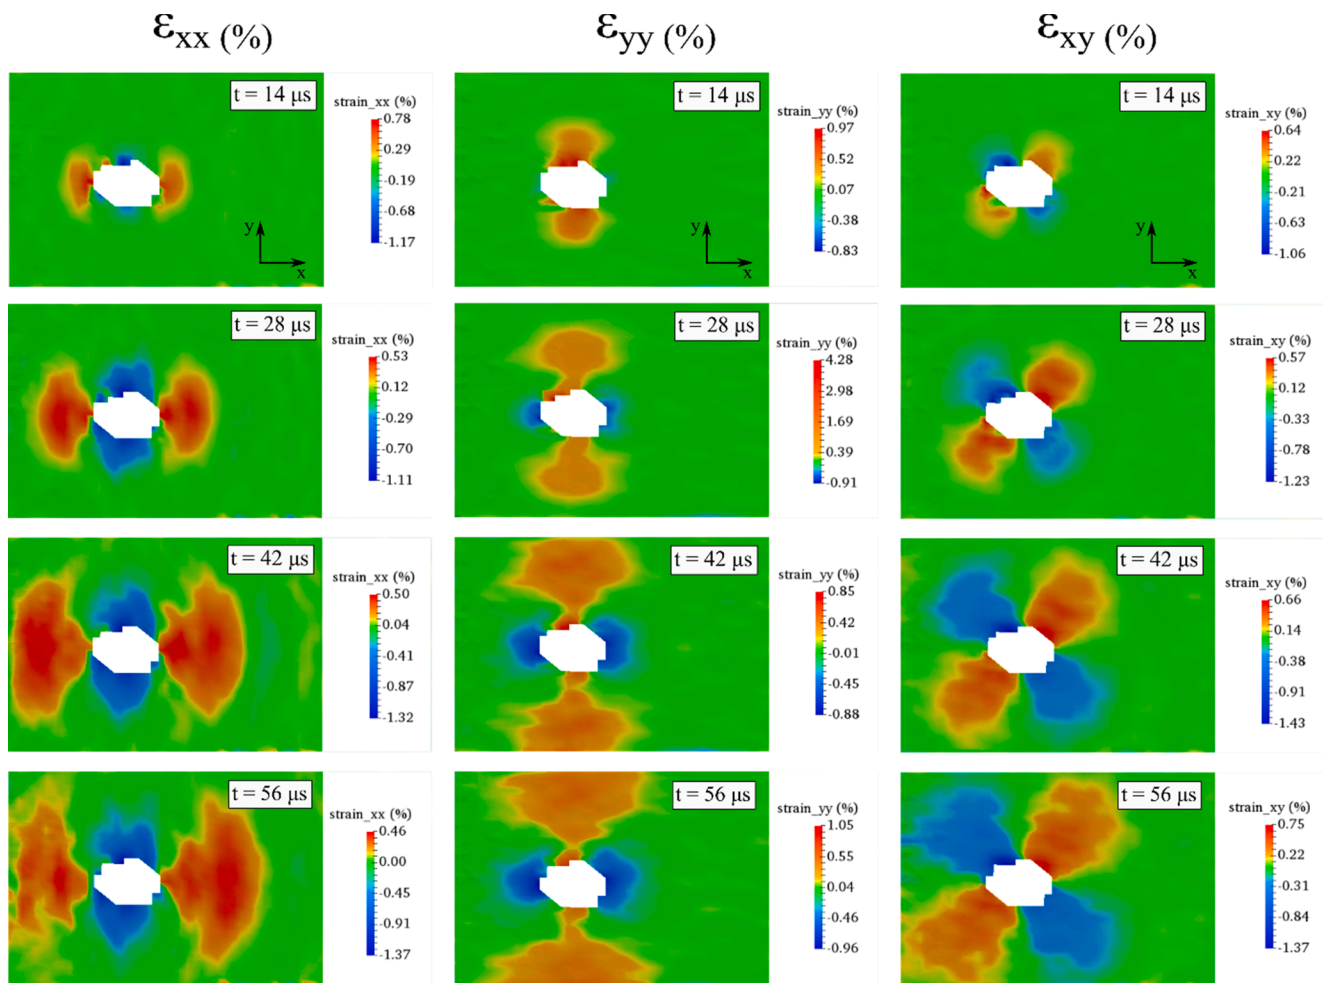 εxx (%) εyy (%) εxy (%)
t = 14 µs
strain_xx (%)
0.78
0.29
-0.19
-0.68
-1.17
y
x
t = 14 µs
strain_yy (%)
0.97
0.52
0.07
-0.38
-0.83
y
x
t = 14 µs
strain_xy (%)
0.64
0.22
-0.21
-0.63
-1.06
y
x
t = 28 µs
strain_xx (%)
0.53
0.12
-0.29
-0.70
-1.11
t = 28 µs
strain_yy (%)
4.28
2.98
1.69
0.39
-0.91
t = 28 µs
strain_xy (%)
0.57
0.12
-0.33
-0.78
-1.23
t = 42 µs
strain_xx (%)
0.50
0.04
-0.41
-0.87
-1.32
t = 42 µs
strain_yy (%)
0.85
0.42
-0.01
-0.45
-0.88
t = 42 µs
strain_xy (%)
0.66
0.14
-0.38
-0.91
-1.43
t = 56 µs
strain_xx (%)
0.46
0.00
-0.45
-0.91
-1.37
t = 56 µs
strain_yy (%)
1.05
0.55
0.04
-0.46
-0.96
t = 56 µs
strain_xy (%)
0.75
0.22
-0.31
-0.84
-1.37